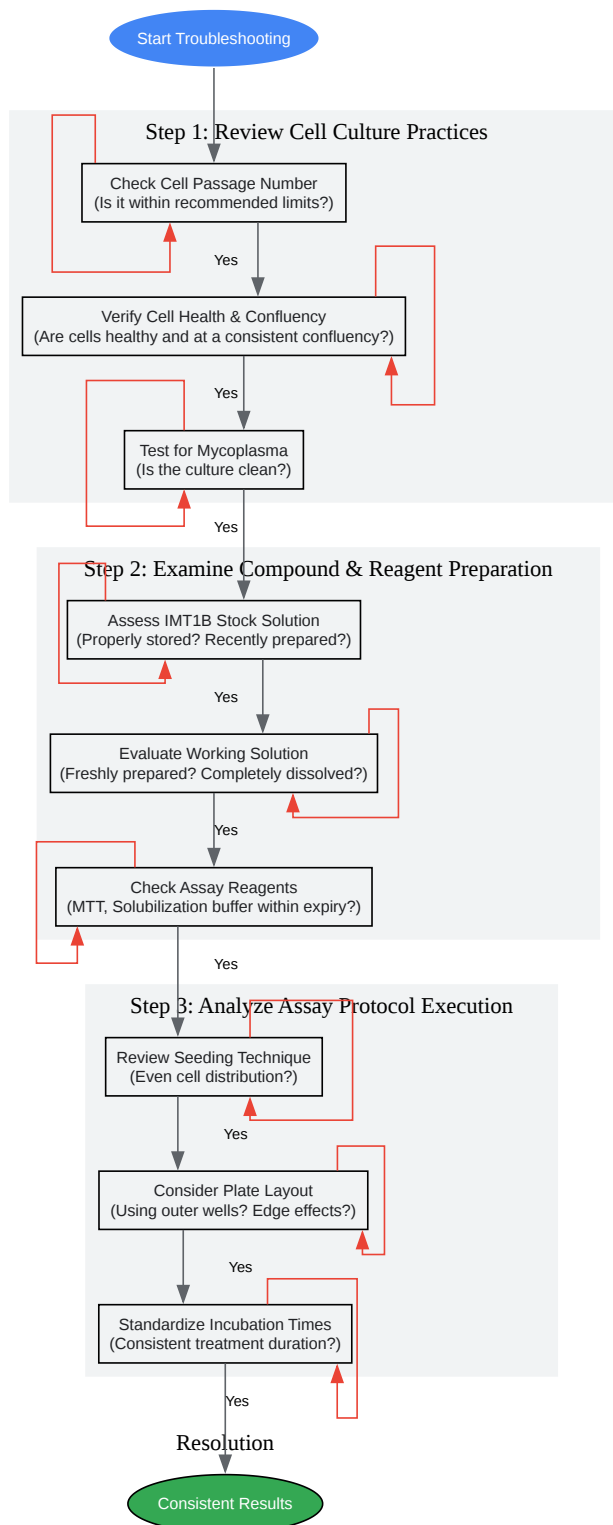 Start Troubleshooting
Step 1: Review Cell Culture Practices
Check Cell Passage Number
(Is it within recommended limits?)
Yes
Verify Cell Health & Confluency
(Are cells healthy and at a consistent confluency?)
Yes
Test for Mycoplasma
(Is the culture clean?)
Yes
Step 2: Examine Compound & Reagent Preparation
Assess IMT1B Stock Solution
(Properly stored? Recently prepared?)
Yes
Evaluate Working Solution
(Freshly prepared? Completely dissolved?)
Yes
Check Assay Reagents
(MTT, Solubilization buffer within expiry?)
Yes
Step 3: Analyze Assay Protocol Execution
Review Seeding Technique
(Even cell distribution?)
Yes
Consider Plate Layout
(Using outer wells? Edge effects?)
Yes
Standardize Incubation Times
(Consistent treatment duration?)
Yes
Resolution
Consistent Results